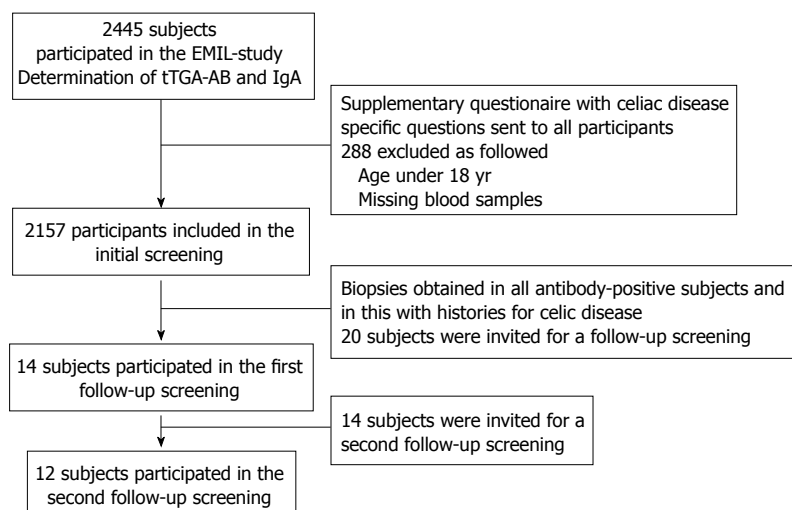 2445 subjects
participated in the EMIL-study
Determination of tTGA-AB and IgA
Supplementary questionaire with celiac disease
specific questions sent to all participants
288 excluded as followed
Age under 18 yr
Missing blood samples
2157 participants included in the
initial screening
Biopsies obtained in all antibody-positive subjects and
in this with histories for celic disease
20 subjects were invited for a follow-up screening
14 subjects participated in the first
follow-up screening
14 subjects were invited for a
second follow-up screening
12 subjects participated in the
second follow-up screening